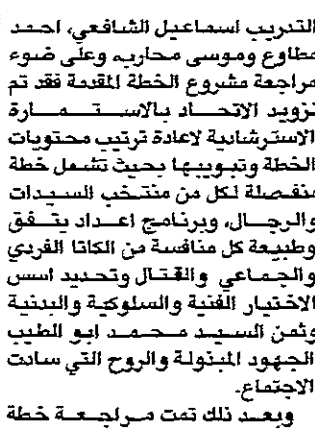 التدريب اسماعيل الشافعي، احمد
مطاوع وموسى محارب وعلى ضوء
مراجعة مشروع الخطة المقدمة فقد تم
تزويد الاتحاد بالاستمارة
الاسترشادية لاعادة ترتيب محتويات
الخطة وتبويبها بحيث تشمل خطة
منفصلة لكل من منتخب السيدات
والرجال، وبرنامج اعداد يتفق
وطبيعة كل منافسة من الكاتا الفردي
والجماعي والقتال وتحديد اسس
الاختيار الفنية والسلوكية والبدنية
وثمن السيد محمد ابو الطيب
الجهود المبذولة والروح التي سادت
الاجتماع.
وبعد ذلك تمت مراجعة خطة